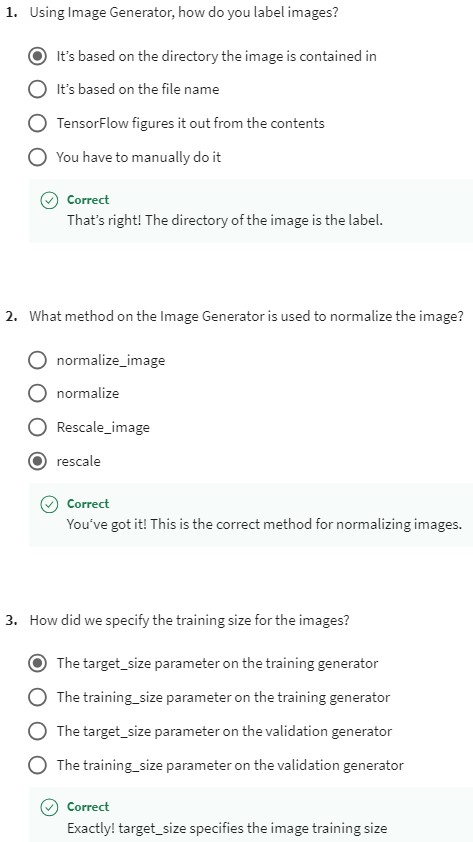 1. Using Image Generator, how do you label images?
It's based on the directory the image is contained in
It's based on the file name
TensorFlow figures it out from the contents
You have to manually do it
Correct
That's right! The directory of the image is the label.
2. What method on the Image Generator is used to normalize the image?
normalize_image
normalize
Rescale_image
rescale
Correct
You've got it! This is the correct method for normalizing images.
3. How did we specify the training size for the images?
The target_size parameter on the training generator
The training_size parameter on the training generator
The target_size parameter on the validation generator
The training_size parameter on the validation generator
Correct
Exactly! target_size specifies the image training size